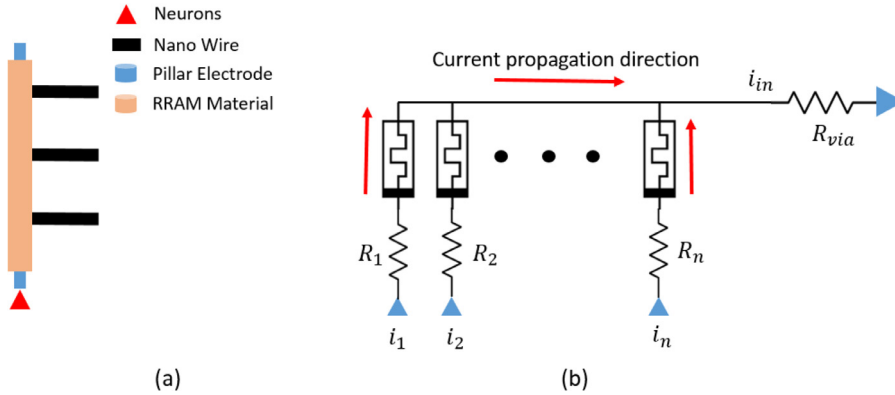 Neurons
Nano Wire
Pillar Electrode
RRAM Material
(a)
Current propagation direction
i_in
R_via
R_1
R_2
R_n
i_1
i_2
i_n
(b)